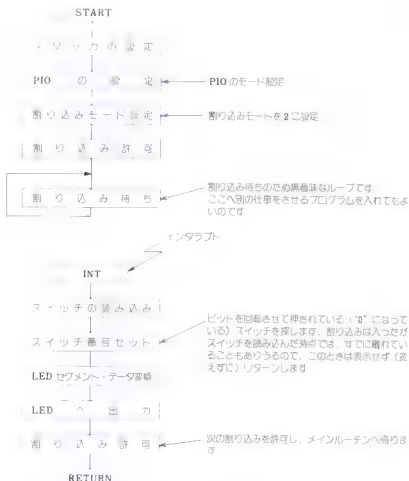 START
スタックの設定
PIO の 設 定
PIOのモード設定
割り込みモード設定
割り込みモードを2に設定
割り込み許可
割り込み待ち
割り込み待ちのため無意味なループです
ここへ別の仕事をさせるプログラムを入れてもよ
いのです
インタラプト
INT
スイッチの読み込み
スイッチ番号セット
ビットを回転させて押されている（"0"になって
いる）スイッチを探します．割り込みは入ったが
スイッチを読み込んだ時点では，すでに離れてい
ることもありうるので，このときは表示せず（変
えずに）リターンします
LED セグメント・データ変換
LED へ 出 力
割り込み許可
次の割り込みを許可し，メインルーチンへ帰りま
す
RETURN